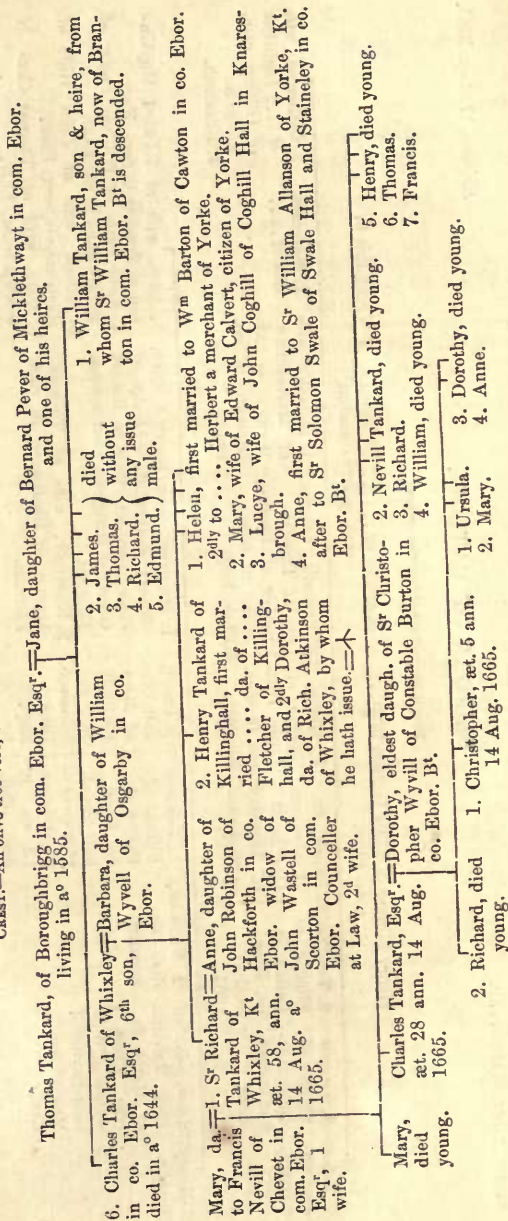 Thomas Tankard, of Boroughbrigg in com. Ebor. Esqr.=Jane, daughter of Bernard Pever of Micklethwayt in com. Ebor.
living in ao 1585.
and one of his heires.
6. Charles Tankard of Whixley=Barbara, daughter of William
in co. Ebor. Esqr, 6th son,
died in ao 1644.
Wyvell of Osgarby in co.
Ebor.
2. James.
3. Thomas.
4. Richard.
5. Edmund.
died
without
any issue
male.
1. William Tankard, son & heire, from
whom Sr William Tankard, now of Bran-
ton in com. Ebor. Bt is descended.
Mary, da.=1. Sr Richard=Anne, daughter of
to Francis
Nevill of
Chevet in
com. Ebor.
Esqr, 1
wife.
Tankard of
Whixley, Kt
æt. 58, ann.
14 Aug. ao
1665.
John Robinson of
Hackforth in co.
Ebor. widow of
John Wastell of
Scorton in com.
Ebor. Counceller
at Law, 2d wife.
2. Henry Tankard of
Killinghall, first mar-
ried .... da. of ....
Fletcher of Killing-
hall, and 2dly Dorothy,
da. of Rich. Atkinson
of Whixley, by whom
he hath issue.=
1. Helen, first married to Wm Barton of Cawton in co. Ebor.
2dly to .... Herbert a merchant of Yorke.
2. Mary, wife of Edward Calvert, citizen of Yorke.
3. Lucye, wife of John Coghill of Coghill Hall in Knares-
brough.
4. Anne, first married to Sr William Allanson of Yorke, Kt.
after to Sr Solomon Swale of Swale Hall and Staineley in co.
Ebor. Bt.
Mary,
died
young.
Charles Tankard, Esqr.=Dorothy, eldest daugh. of Sr Christo-
æt. 28 ann. 14 Aug.
1665.
pher Wyvill of Constable Burton in
co. Ebor. Bt.
2. Nevill Tankard, died young.
3. Richard.
4. William, died young.
5. Henry, died young.
6. Thomas.
7. Francis.
2. Richard, died
young.
1. Christopher, æt. 5 ann.
14 Aug. 1665.
1. Ursula.
2. Mary.
3. Dorothy, died young.
4. Anne.